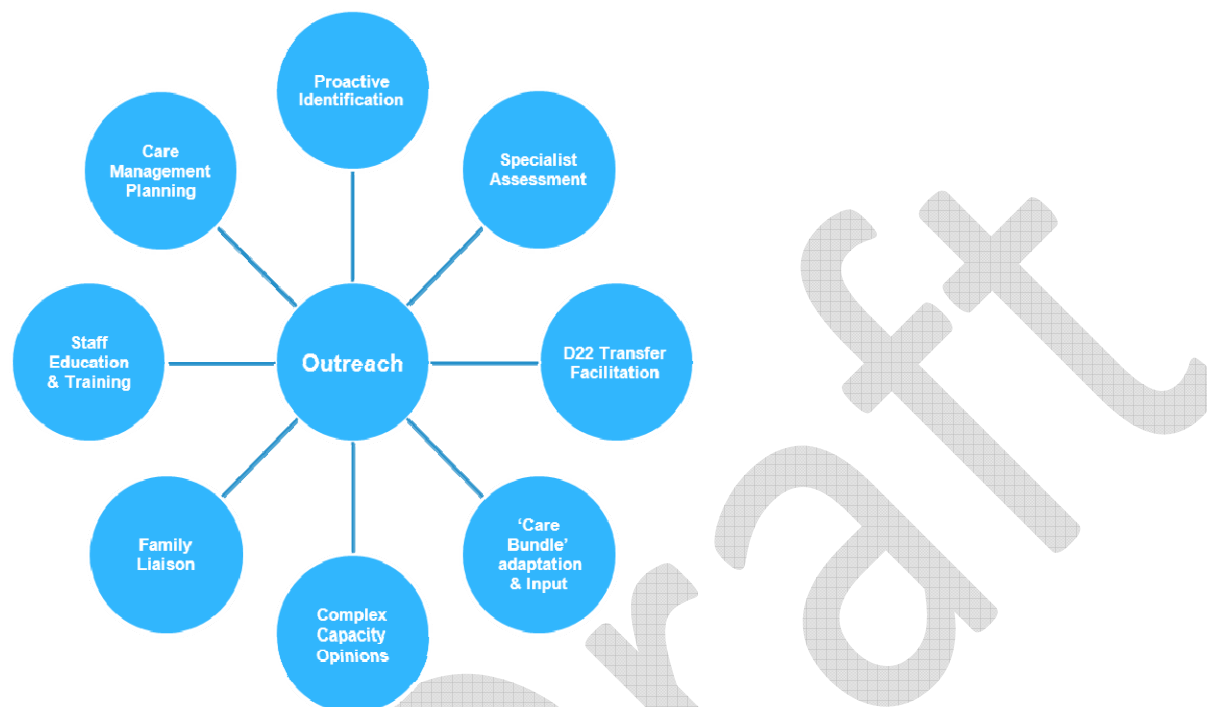 Proactive
Identification
Specialist
Assessment
D22 Transfer
Facilitation
‘Care
Bundle’
adaptation
& Input
Complex
Capacity
Opinions
Family
Liaison
Staff
Education
& Training
Care
Management
Planning
Outreach
Draft